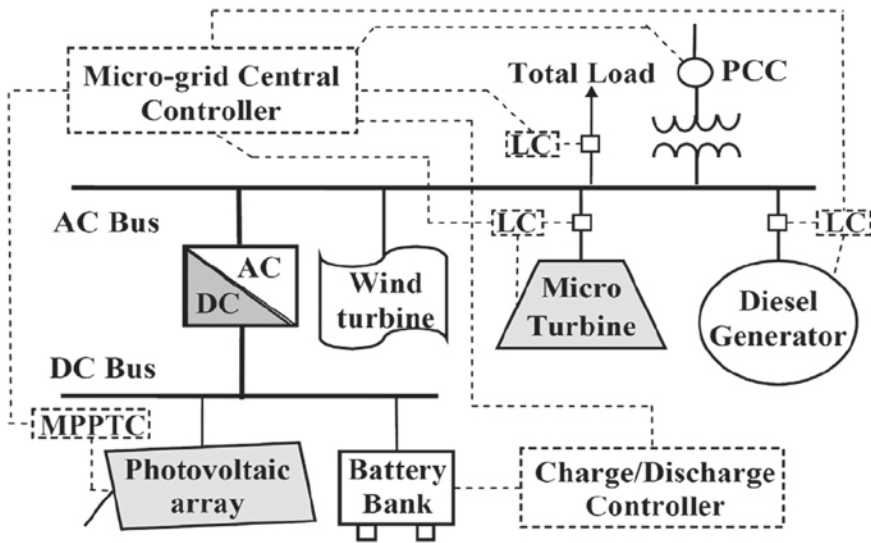 Micro-grid Central
Controller
Total Load
PCC
LC
AC Bus
LC
LC
AC
DC
Wind
turbine
Micro
Turbine
Diesel
Generator
DC Bus
MPPTC
Photovoltaic
array
Battery
Bank
Charge/Discharge
Controller